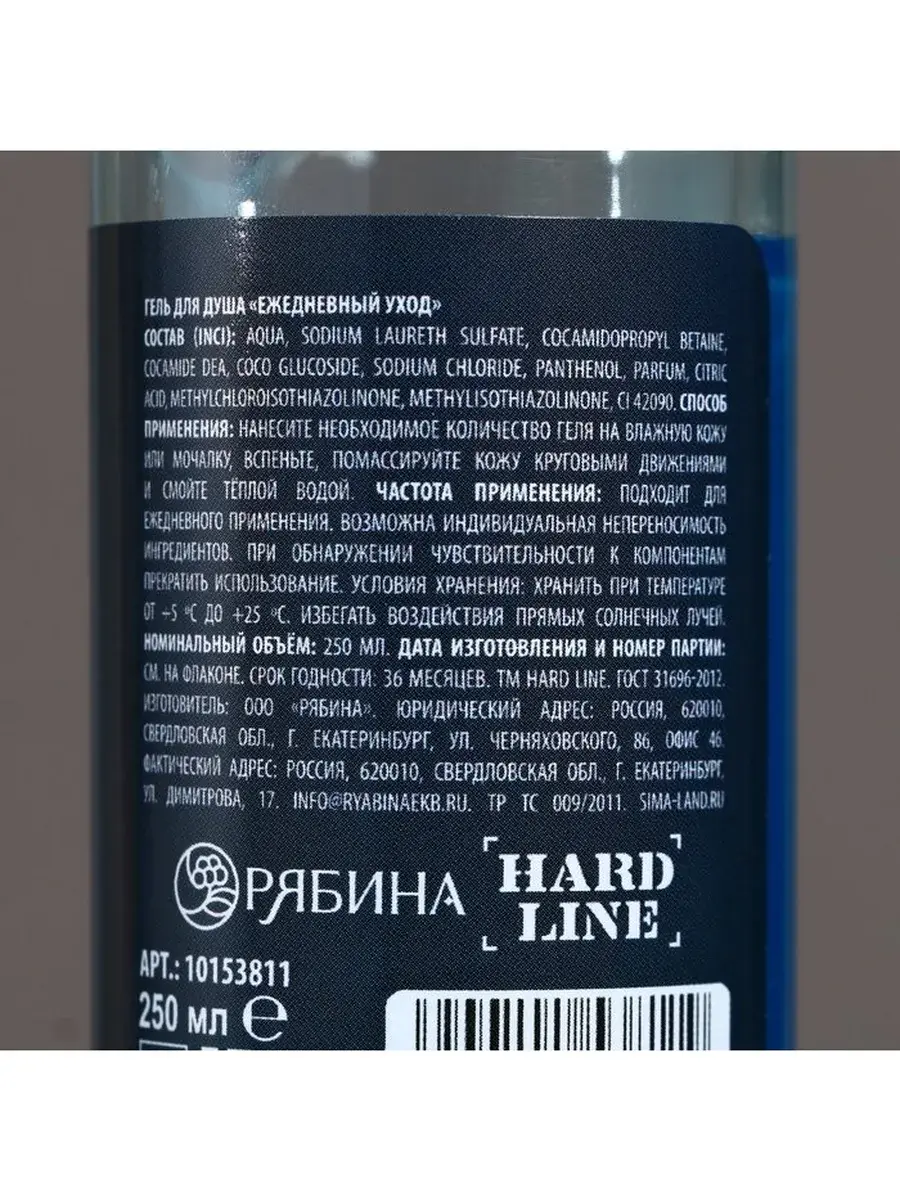 ГЕЛЬ ДЛЯ ДУША «ЕЖЕДНЕВНЫЙ УХОД»
СОСТАВ (INCI): AQUA, SODIUM LAURETH SULFATE, COCAMIDOPROPYL BETAINE,
COCAMIDE DEA, COCO GLUCOSIDE, SODIUM CHLORIDE, PANTHENOL, PARFUM, CITRIC
ACID, METHYLCHLOROISOTHIAZOLINONE, METHYLISOTHIAZOLINONE, CI 42090. СПОСОБ
ПРИМЕНЕНИЯ: НАНЕСИТЕ НЕОБХОДИМОЕ КОЛИЧЕСТВО ГЕЛЯ НА ВЛАЖНУЮ КОЖУ
ИЛИ МОЧАЛКУ, ВСПЕНЬТЕ, ПОМАССИРУЙТЕ КОЖУ КРУГОВЫМИ ДВИЖЕНИЯМИ
И СМОЙТЕ ТЁПЛОЙ ВОДОЙ. ЧАСТОТА ПРИМЕНЕНИЯ: ПОДХОДИТ ДЛЯ
ЕЖЕДНЕВНОГО ПРИМЕНЕНИЯ. ВОЗМОЖНА ИНДИВИДУАЛЬНАЯ НЕПЕРЕНОСИМОСТЬ
ИНГРЕДИЕНТОВ. ПРИ ОБНАРУЖЕНИИ ЧУВСТВИТЕЛЬНОСТИ К КОМПОНЕНТАМ
ПРЕКРАТИТЬ ИСПОЛЬЗОВАНИЕ. УСЛОВИЯ ХРАНЕНИЯ: ХРАНИТЬ ПРИ ТЕМПЕРАТУРЕ
ОТ +5 °C ДО +25 °C. ИЗБЕГАТЬ ВОЗДЕЙСТВИЯ ПРЯМЫХ СОЛНЕЧНЫХ ЛУЧЕЙ.
НОМИНАЛЬНЫЙ ОБЪЁМ: 250 МЛ. ДАТА ИЗГОТОВЛЕНИЯ И НОМЕР ПАРТИИ:
СМ. НА ФЛАКОНЕ. СРОК ГОДНОСТИ: 36 МЕСЯЦЕВ. ТМ HARD LINE. ГОСТ 31696-2012.
ИЗГОТОВИТЕЛЬ: ООО «РЯБИНА». ЮРИДИЧЕСКИЙ АДРЕС: РОССИЯ, 620010,
СВЕРДЛОВСКАЯ ОБЛ., Г. ЕКАТЕРИНБУРГ, УЛ. ЧЕРНЯХОВСКОГО, 86, ОФИС 46.
ФАКТИЧЕСКИЙ АДРЕС: РОССИЯ, 620010, СВЕРДЛОВСКАЯ ОБЛ., Г. ЕКАТЕРИНБУРГ,
УЛ. ДИМИТРОВА, 17. INFO@RYABINAEKB.RU. ТР ТС 009/2011. SIMA-LAND.RU
РЯБИНА
HARD
LINE
АРТ.: 10153811
250 МЛ ℮